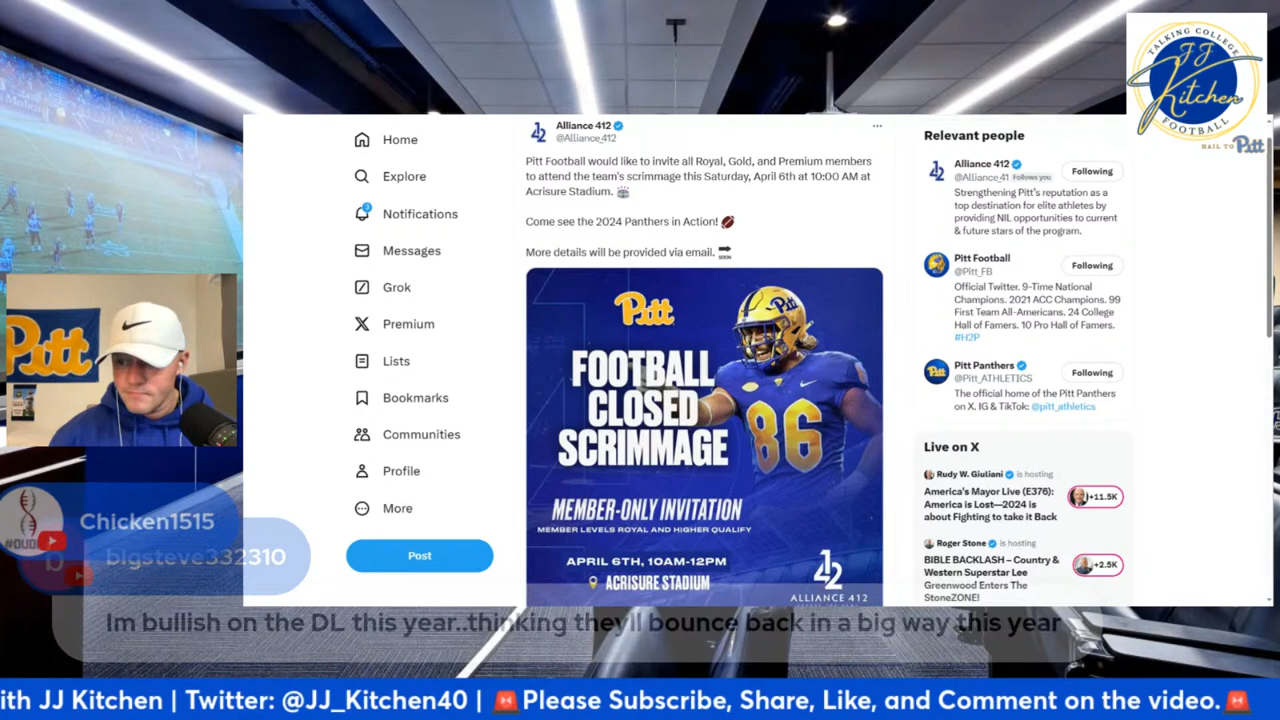 TALKING COLLEGE
JJ
Kitchen
FOOTBALL
HAIL TO Pitt
Home
Explore
3
Notifications
Messages
Grok
Premium
Lists
Bookmarks
Communities
Profile
More
Post
Alliance 412
@Alliance_412
Pitt Football would like to invite all Royal, Gold, and Premium members
to attend the team's scrimmage this Saturday, April 6th at 10:00 AM at
Acrisure Stadium.
Come see the 2024 Panthers in Action!
More details will be provided via email. SOON
Pitt
FOOTBALL
CLOSED
SCRIMMAGE
Pitt
86
MEMBER-ONLY INVITATION
MEMBER LEVELS ROYAL AND HIGHER QUALIFY
APRIL 6TH, 10AM-12PM
ACRISURE STADIUM
ALLIANCE 412
Relevant people
Alliance 412
@Alliance_41 Follows you
Following
Strengthening Pitt's reputation as a
top destination for elite athletes by
providing NIL opportunities to current
& future stars of the program.
Pitt Football
@Pitt_FB
Following
Official Twitter. 9-Time National
Champions. 2021 ACC Champions. 99
First Team All-Americans. 24 College
Hall of Famers. 10 Pro Hall of Famers.
#H2P
Pitt Panthers
@Pitt_ATHLETICS
Following
The official home of the Pitt Panthers
on X. IG & TikTok: @pitt_athletics
Live on X
Rudy W. Giuliani is hosting
America's Mayor Live (E376):
America is Lost—2024 is
about Fighting to take it Back
+11.5K
Roger Stone is hosting
BIBLE BACKLASH – Country &
Western Superstar Lee
Greenwood Enters The
StoneZONE!
+2.5K
Pitt
Chicken1515
bigsteve332310
b
Im bullish on the DL this year..thinking they'll bounce back in a big way this year
ith JJ Kitchen | Twitter: @JJ_Kitchen40 | 🚨Please Subscribe, Share, Like, and Comment on the video.🚨